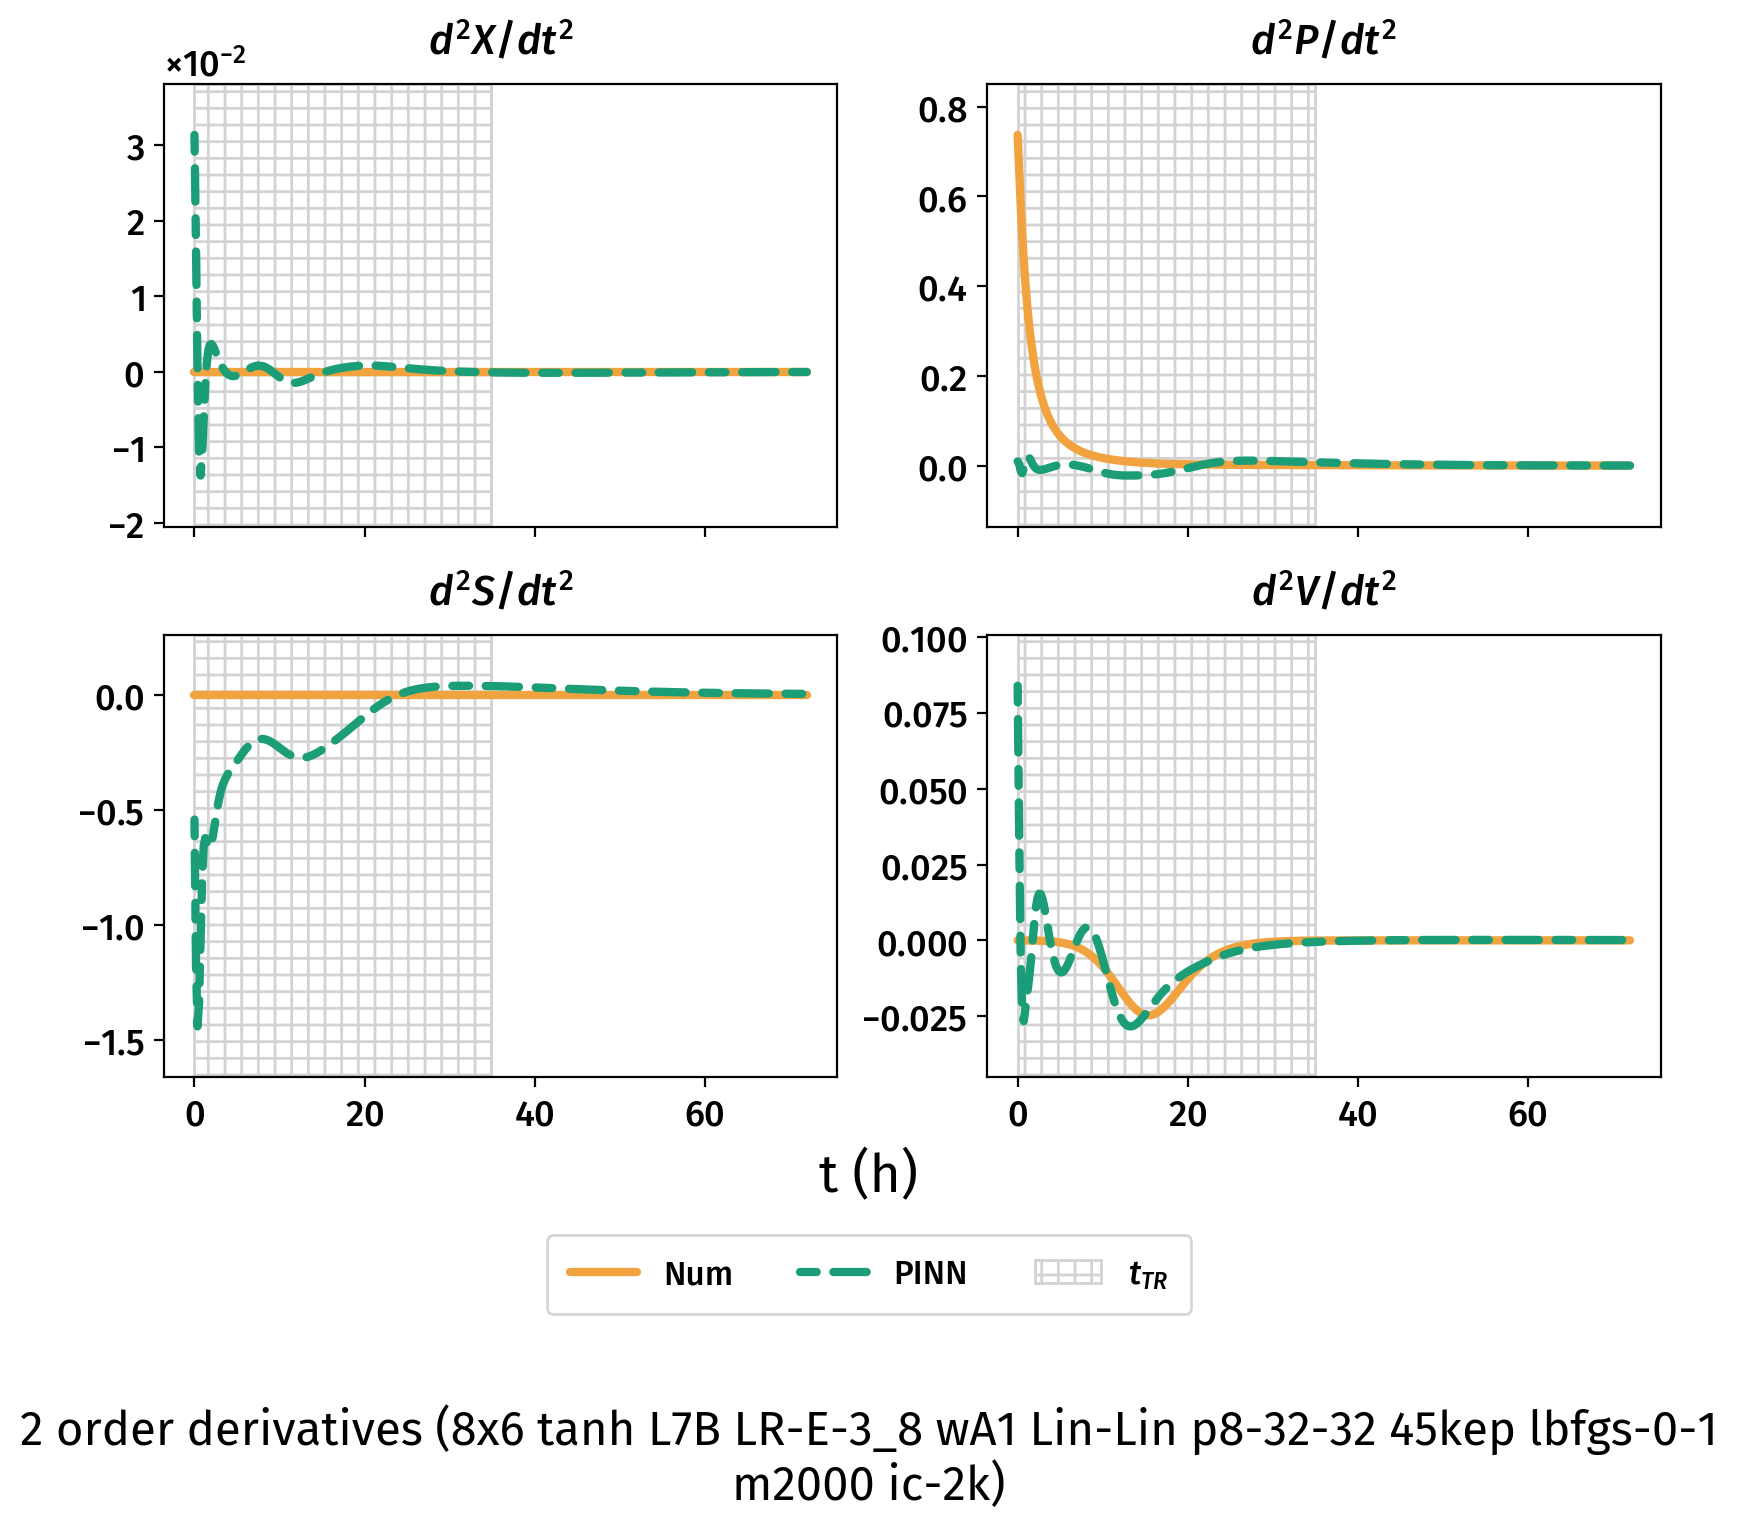 d²X/dt²
×10⁻²
3
2
1
0
−1
−2
d²P/dt²
0.8
0.6
0.4
0.2
0.0
d²S/dt²
0.0
−0.5
−1.0
−1.5
0 20 40 60
d²V/dt²
0.100
0.075
0.050
0.025
0.000
−0.025
0 20 40 60
t (h)
Num PINN t_TR
2 order derivatives (8x6 tanh L7B LR-E-3_8 wA1 Lin-Lin p8-32-32 45kep lbfgs-0-1
m2000 ic-2k)